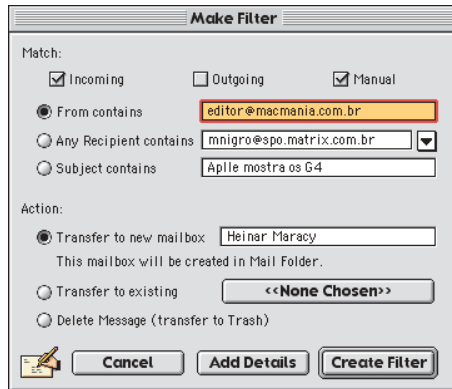 Make Filter
Match:
Incoming Outgoing Manual
From contains editor@macmania.com.br
Any Recipient contains mnigro@spo.matrix.com.br
Subject contains Aplle mostra os G4
Action:
Transfer to new mailbox Heinar Maracy
This mailbox will be created in Mail Folder.
Transfer to existing <<None Chosen>>
Delete Message (transfer to Trash)
Cancel Add Details Create Filter